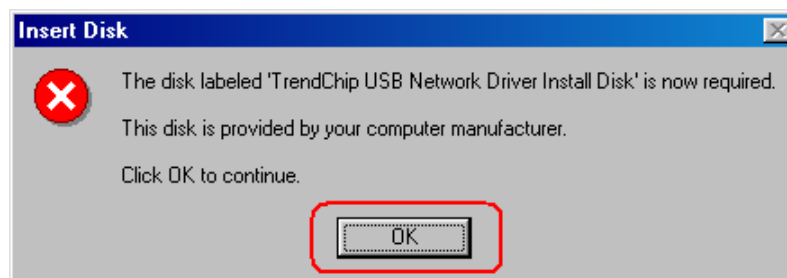 Insert Disk
The disk labeled 'TrendChip USB Network Driver Install Disk' is now required.
This disk is provided by your computer manufacturer.
Click OK to continue.
OK